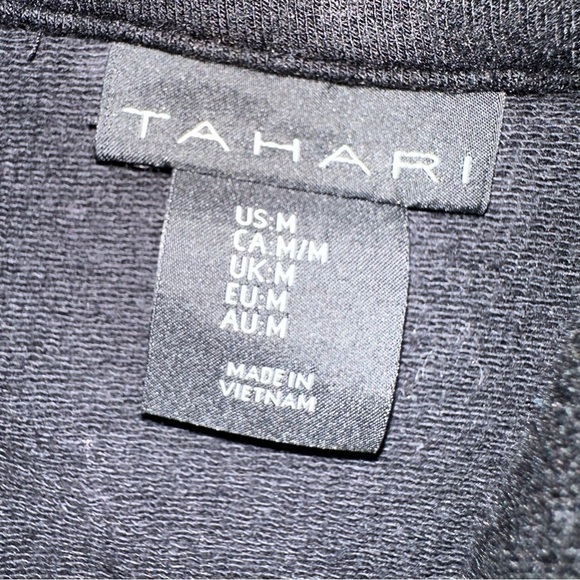 TAHARI
US:M
CA:M/M
UK:M
EU:M
AU:M
MADE IN
VIETNAM